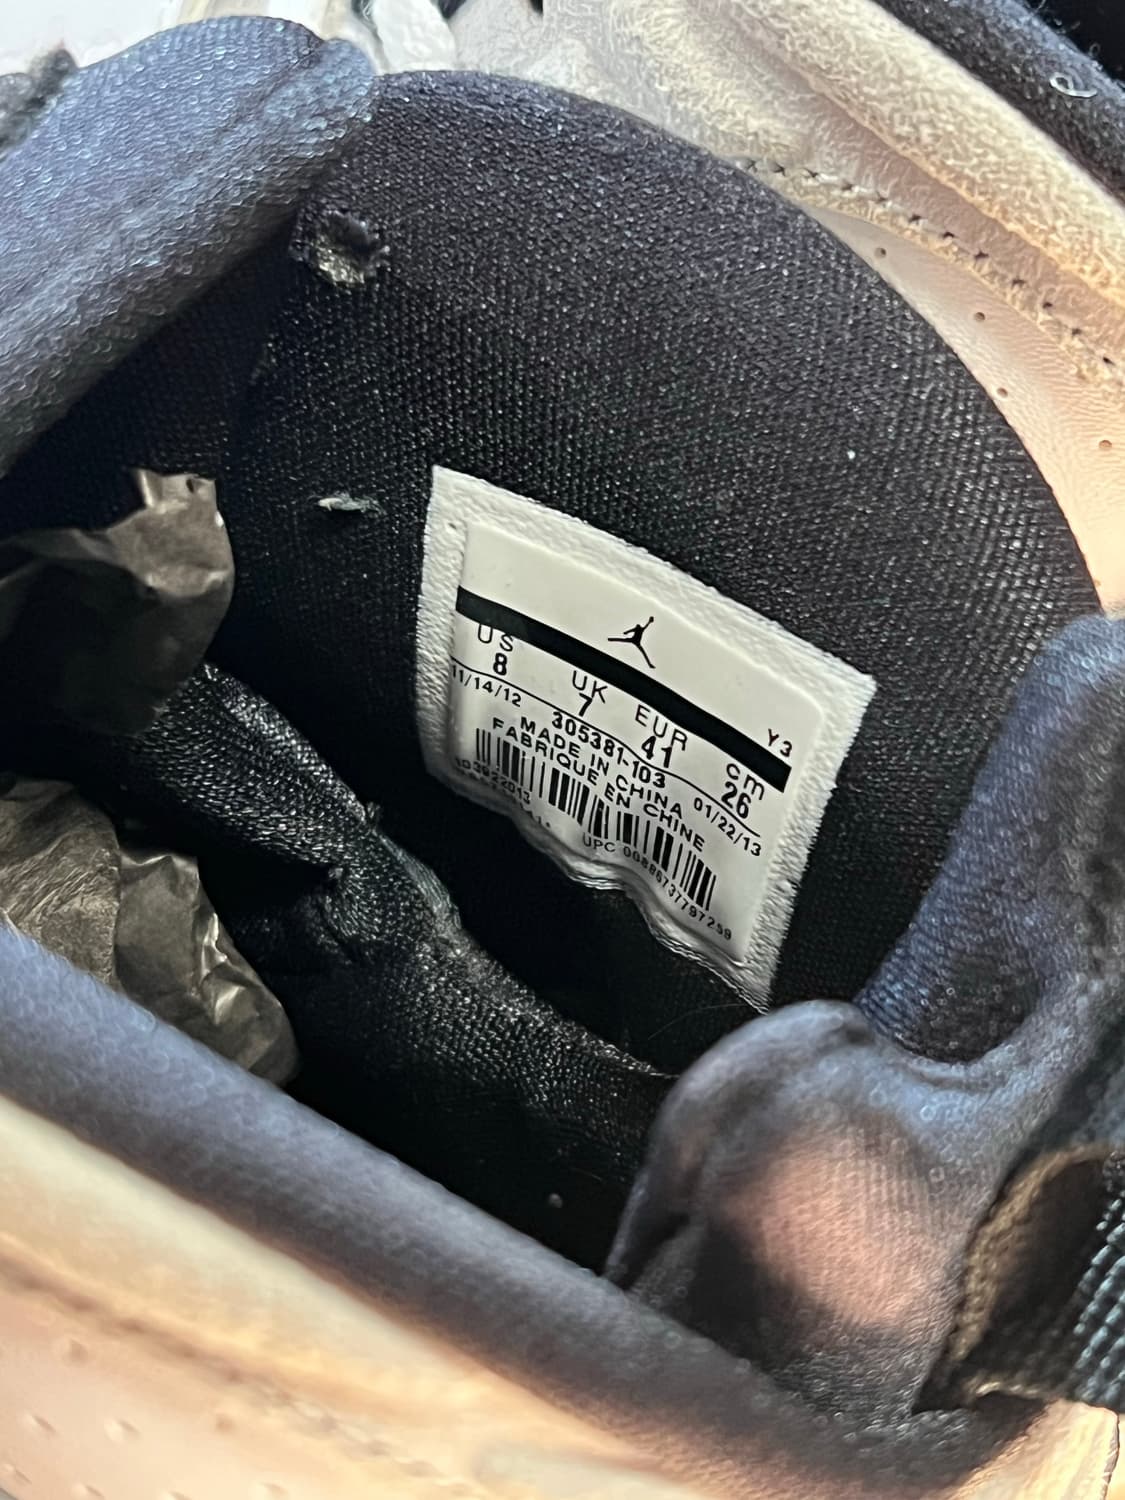 Y3
US UK EUR cm
8 7 41 26
11/14/12 305381-103 01/22/13
MADE IN CHINA
FABRIQUE EN CHINE
UPC